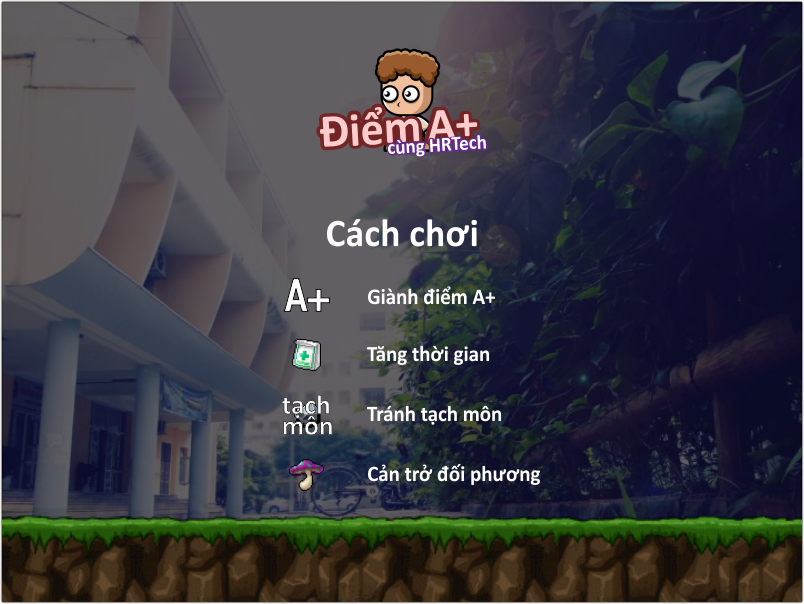 Điểm A+
cùng HRTech
Cách chơi
A+ Giành điểm A+
Tăng thời gian
tạch
môn
Tránh tạch môn
Cản trở đối phương